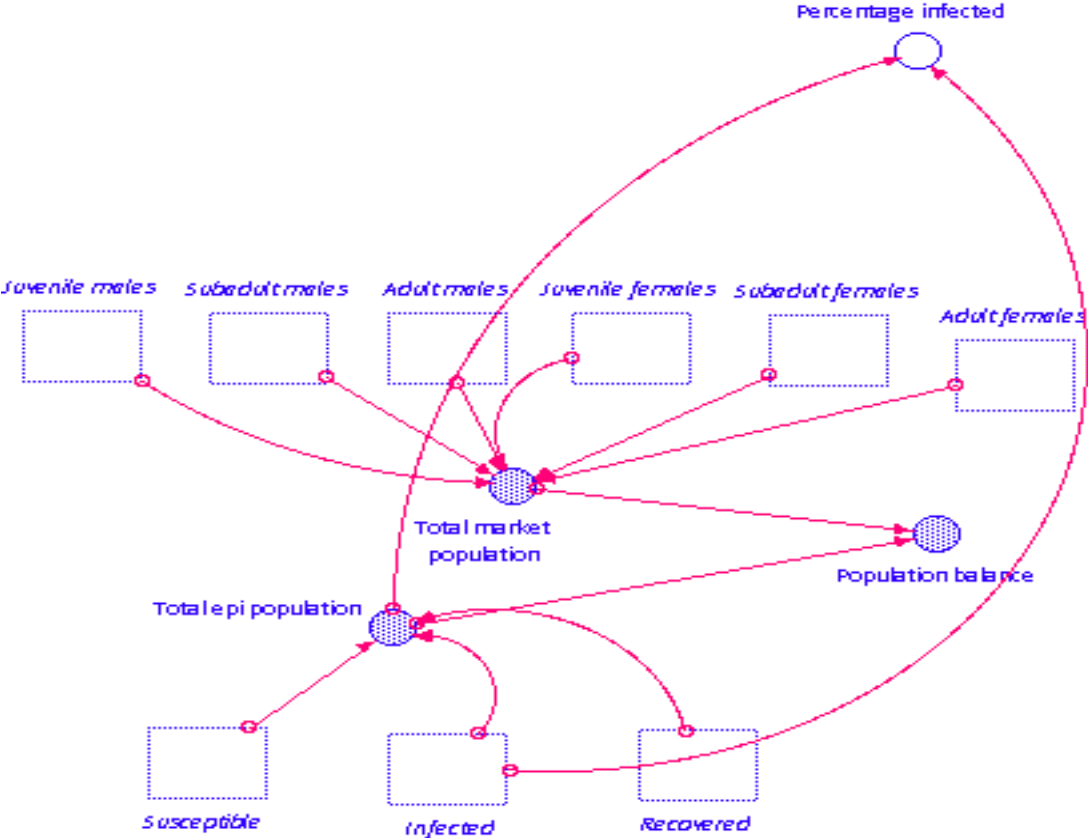 Percentage infected
Juvenile males
Subadult males
Adult males
Juvenile females
Subadult females
Adult females
Total market
population
Population balance
Total epi population
Susceptible
Infected
Recovered